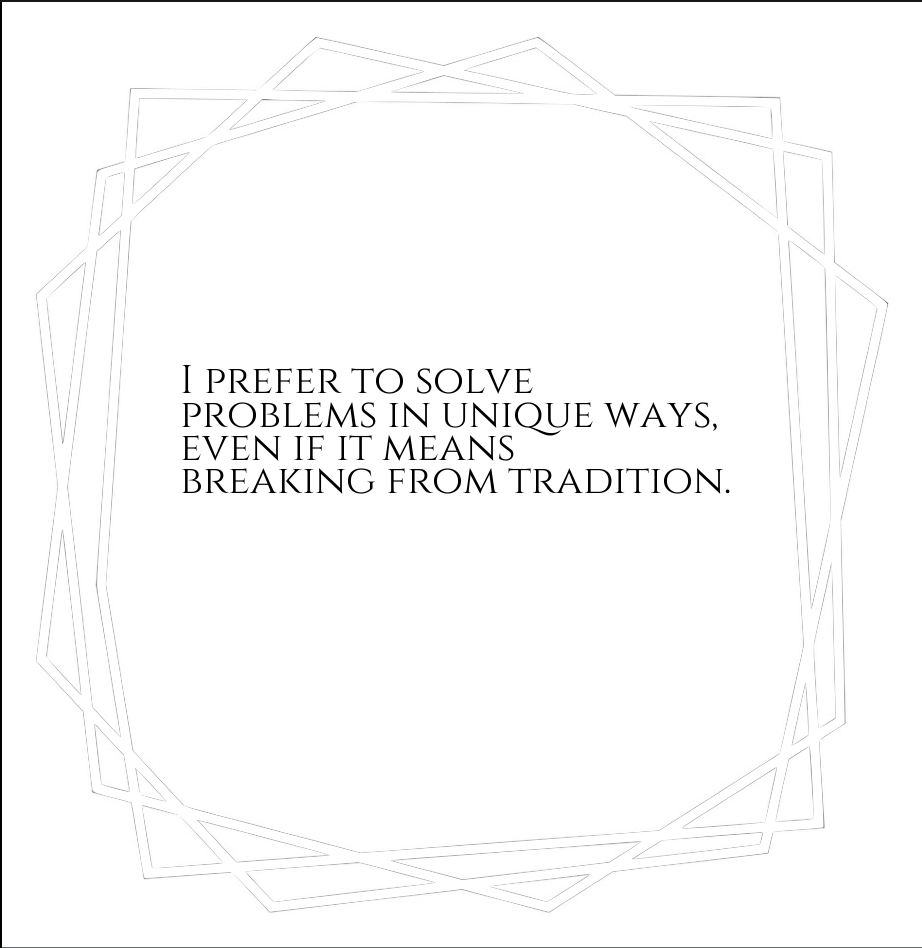 I prefer to solve
problems in unique ways,
even if it means
breaking from tradition.